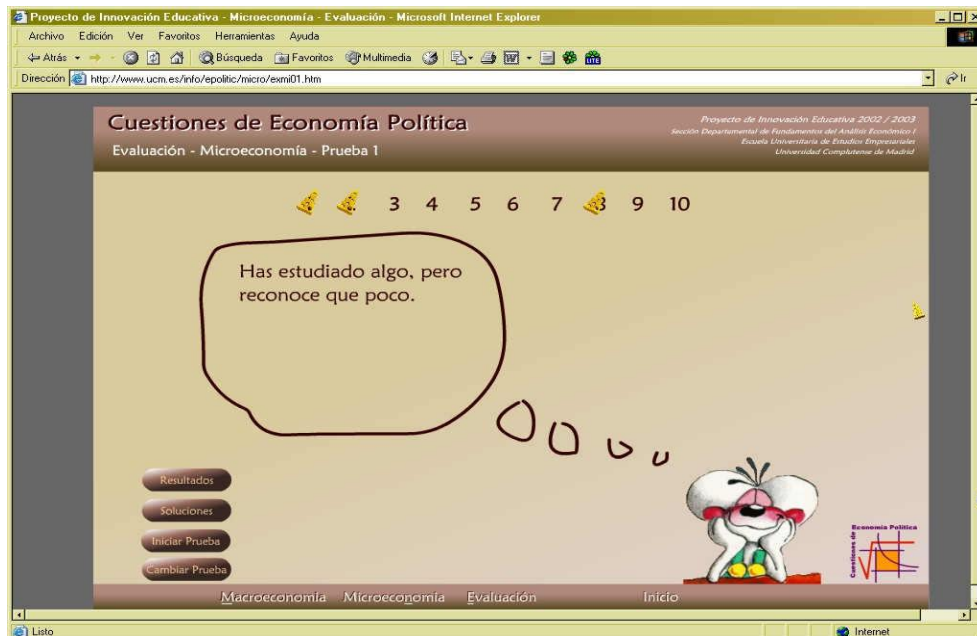 Proyecto de Innovación Educativa - Microeconomía - Evaluación - Microsoft Internet Explorer
Archivo Edición Ver Favoritos Herramientas Ayuda
Atrás Búsqueda Favoritos Multimedia
Dirección http://www.ucm.es/info/epolitic/micro/exmi01.htm Ir
Cuestiones de Economía Política
Evaluación - Microeconomía - Prueba 1
Proyecto de Innovación Educativa 2002 / 2003
Sección Departamental de Fundamentos del Análisis Económico I
Escuela Universitaria de Estudios Empresariales
Universidad Complutense de Madrid
3 4 5 6 7 8 9 10
Has estudiado algo, pero
reconoce que poco.
Resultados
Soluciones
Iniciar Prueba
Cambiar Prueba
Economía Política
Cuestiones de
Macroeconomía Microeconomía Evaluación Inicio
Listo Internet